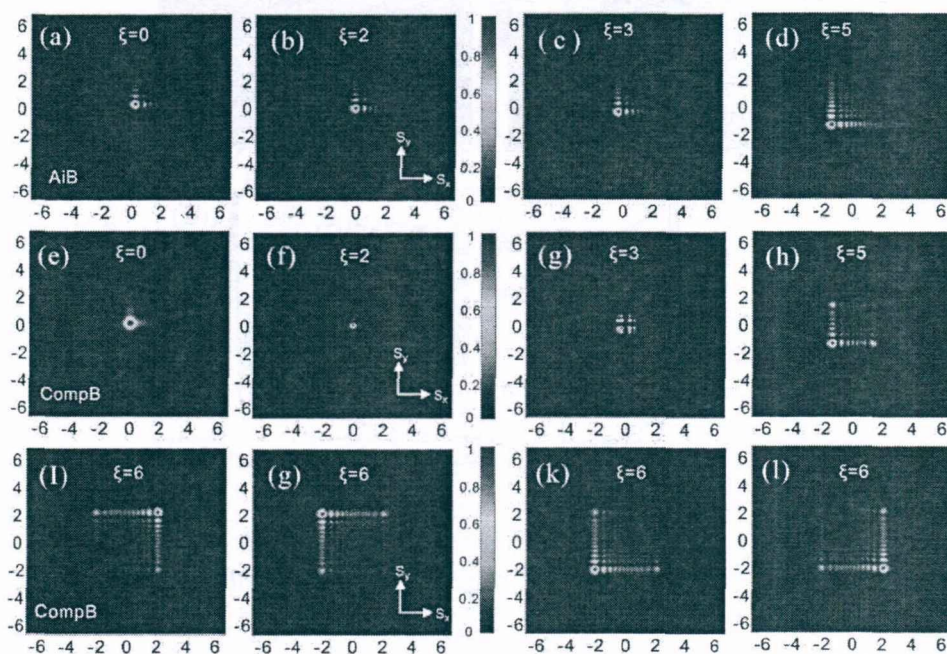 6 (a) ξ=0 6 (b) ξ=2 1 6 ( c ) ξ=3 6 (d) ξ=5
4 4 0.8 4 4
2 2 2 2
0 0 0.6 0 0
-2 -2 Sy 0.4 -2 -2
-4 -4 Sx 0.2 -4 -4
-6 AiB -6 0 -6 -6
-6 -4 -2 0 2 4 6 -6 -4 -2 0 2 4 6 -6 -4 -2 0 2 4 6 -6 -4 -2 0 2 4 6
6 (e) ξ=0 6 (f) ξ=2 1 6 (g) ξ=3 6 (h) ξ=5
4 4 0.8 4 4
2 2 2 2
0 0 0.6 0 0
-2 -2 Sy 0.4 -2 -2
-4 -4 Sx 0.2 -4 -4
-6 CompB -6 0 -6 -6
-6 -4 -2 0 2 4 6 -6 -4 -2 0 2 4 6 -6 -4 -2 0 2 4 6 -6 -4 -2 0 2 4 6
6 (I) ξ=6 6 (g) ξ=6 1 6 (k) ξ=6 6 (l) ξ=6
4 4 0.8 4 4
2 2 2 2
0 0 0.6 0 0
-2 -2 Sy 0.4 -2 -2
-4 -4 Sx 0.2 -4 -4
-6 CompB -6 0 -6 -6
-6 -4 -2 0 2 4 6 -6 -4 -2 0 2 4 6 -6 -4 -2 0 2 4 6 -6 -4 -2 0 2 4 6